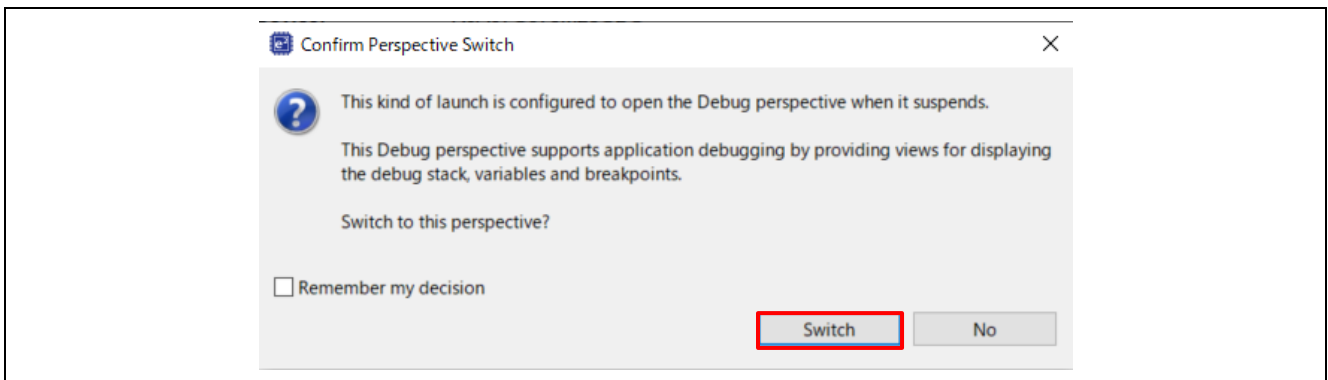 Confirm Perspective Switch
This kind of launch is configured to open the Debug perspective when it suspends.
This Debug perspective supports application debugging by providing views for displaying
the debug stack, variables and breakpoints.
Switch to this perspective?
Remember my decision
Switch
No